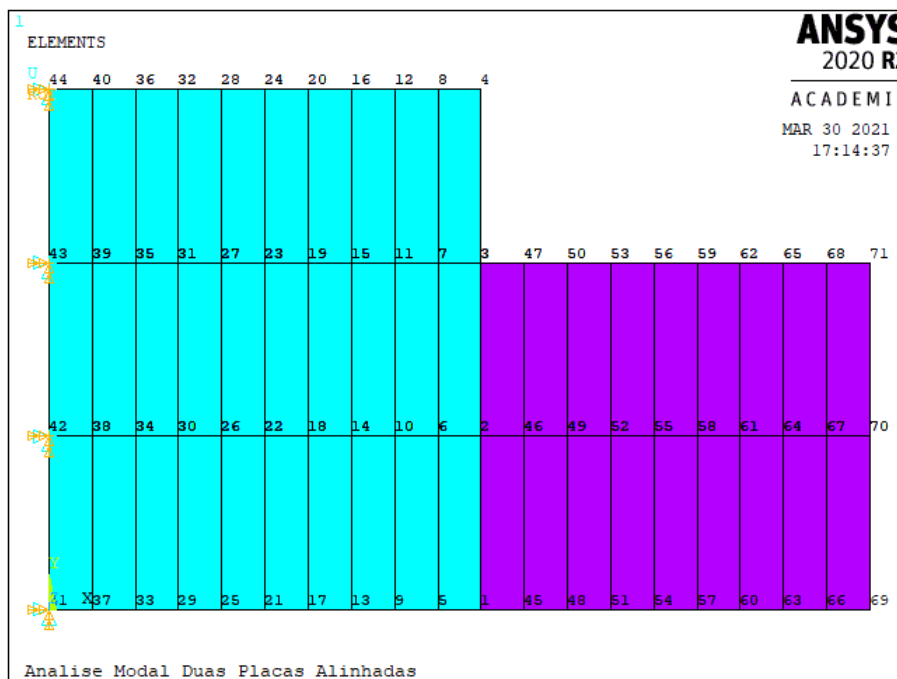 1
ELEMENTS
ANSYS
2020 R
ACADEMI
MAR 30 2021
17:14:37
U
44 40 36 32 28 24 20 16 12 8 4
43 39 35 31 27 23 19 15 11 7 3 47 50 53 56 59 62 65 68 71
42 38 34 30 26 22 18 14 10 6 2 46 49 52 55 58 61 64 67 70
Y
X
41 37 33 29 25 21 17 13 9 5 1 45 48 51 54 57 60 63 66 69
Analise Modal Duas Placas Alinhadas